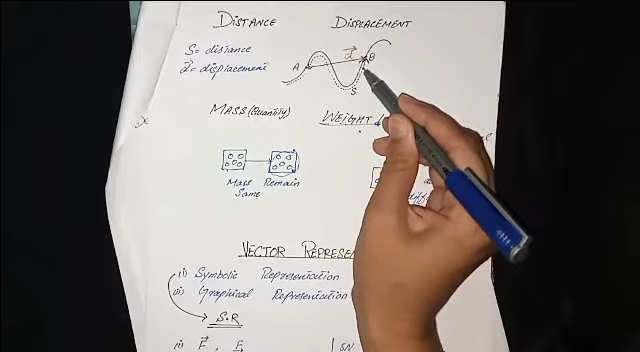 DISTANCE DISPLACEMENT
S = distance
d⃗ = displacement
A d⃗ B
S
MASS (Quantity) WEIGHT
Mass Remain
Same
VECTOR REPRESE
(i) Symbolic Representation
(ii) Graphical Representation
S.R
(i) F⃗, F